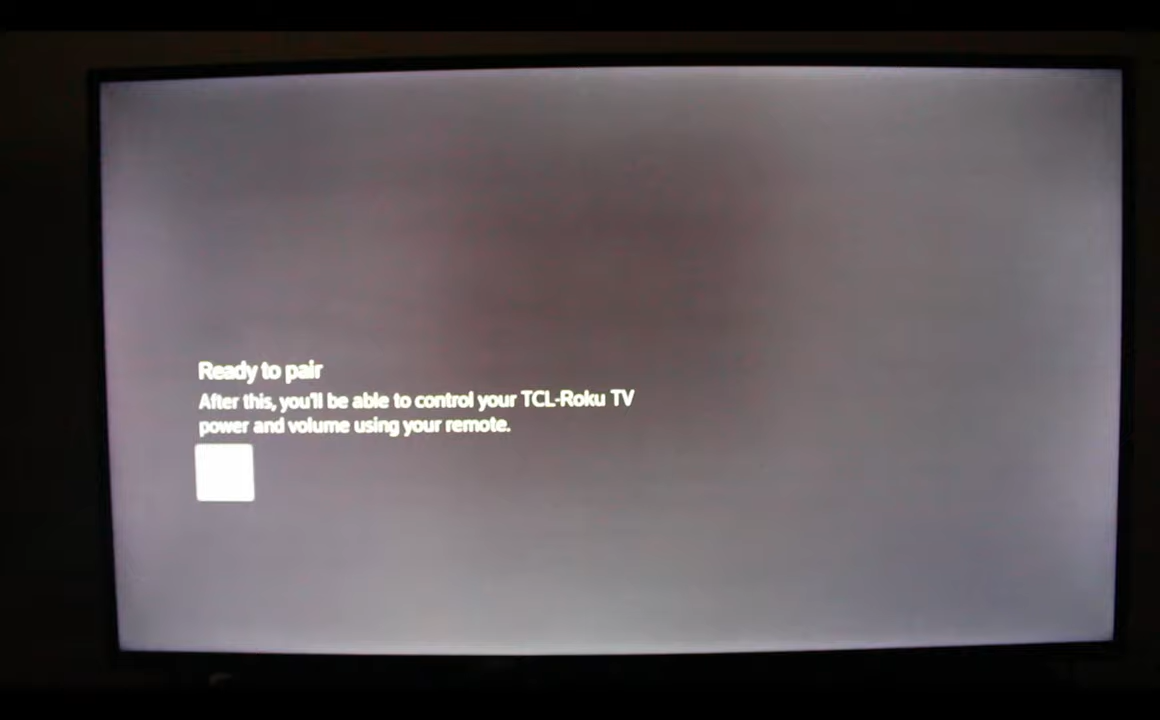 Ready to pair
After this, you'll be able to control your TCL-Roku TV
power and volume using your remote.